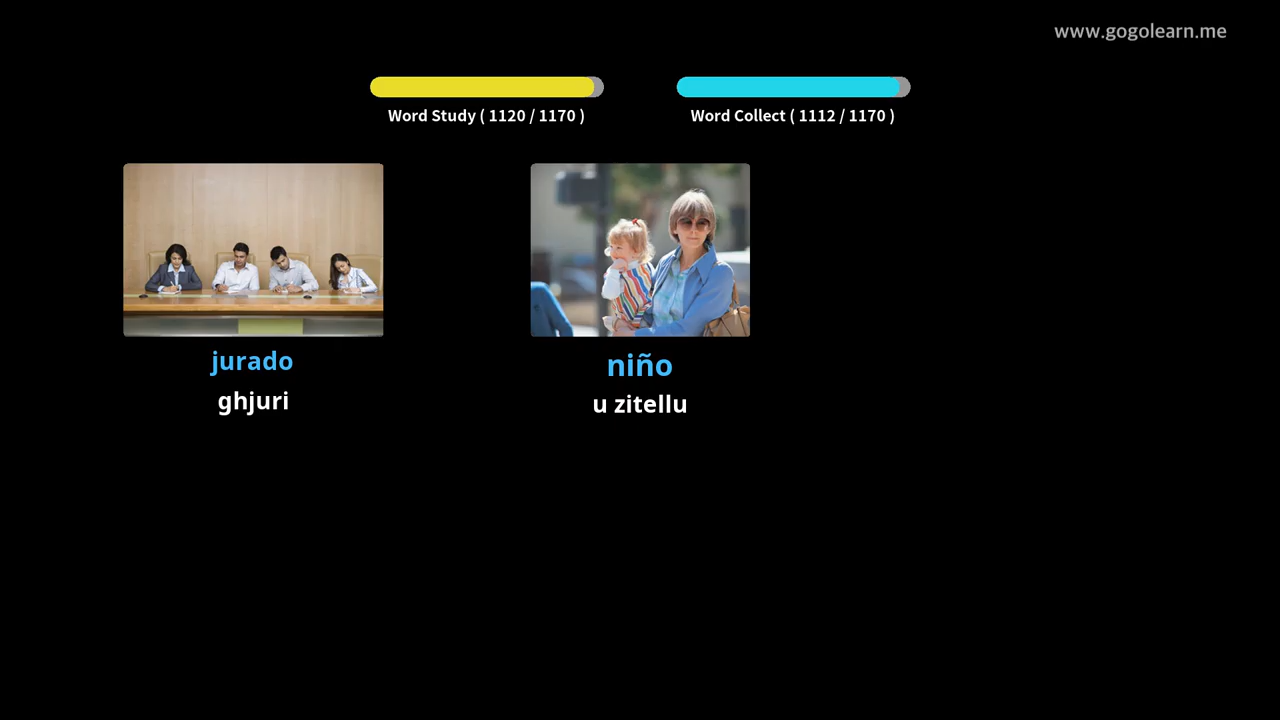 www.gogolearn.me
Word Study ( 1120 / 1170 )
Word Collect ( 1112 / 1170 )
jurado
ghjuri
niño
u zitellu